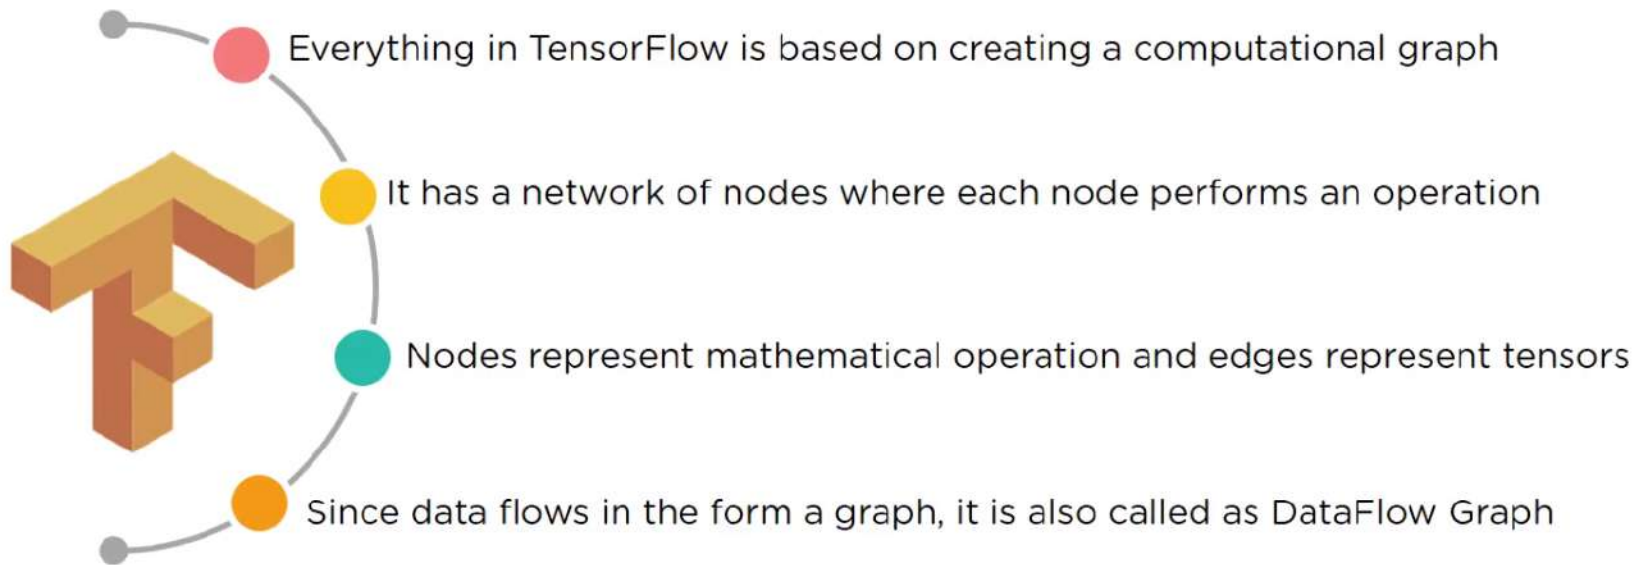 Everything in TensorFlow is based on creating a computational graph
It has a network of nodes where each node performs an operation
Nodes represent mathematical operation and edges represent tensors
Since data flows in the form a graph, it is also called as DataFlow Graph